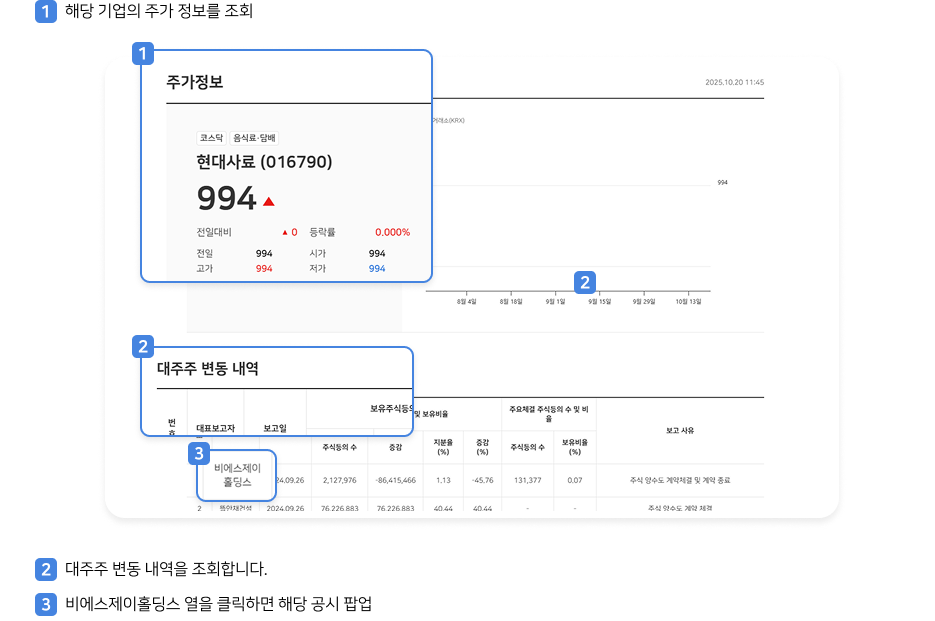 1 해당 기업의 주가 정보를 조회
1
주가정보
2025.10.20 11:45
거래소(KRX)
코스닥 음식료·담배
현대사료 (016790)
994 ▲
994
전일대비 ▲ 0 등락률 0.000%
전일 994 시가 994
고가 994 저가 994
2
8월 4일 8월 18일 9월 1일 9월 15일 9월 29일 10월 13일
2
대주주 변동 내역
번호 대표보고자 보고일 보유주식등의 및 보유비율 주요체결 주식등의 수 및 비율 보고 사유
주식등의 수 증감 지분율 (%) 증감 (%) 주식등의 수 보유비율 (%)
3
비에스제이
홀딩스
24.09.26 2,127,976 -86,415,466 1.13 -45.76 131,377 0.07 주식 양수도 계약체결 및 계약 종료
2 2024.09.26 76,226,883 76,226,883 40.44 40.44 - - 주식 양수도 계약 체결
2 대주주 변동 내역을 조회합니다.
3 비에스제이홀딩스 열을 클릭하면 해당 공시 팝업